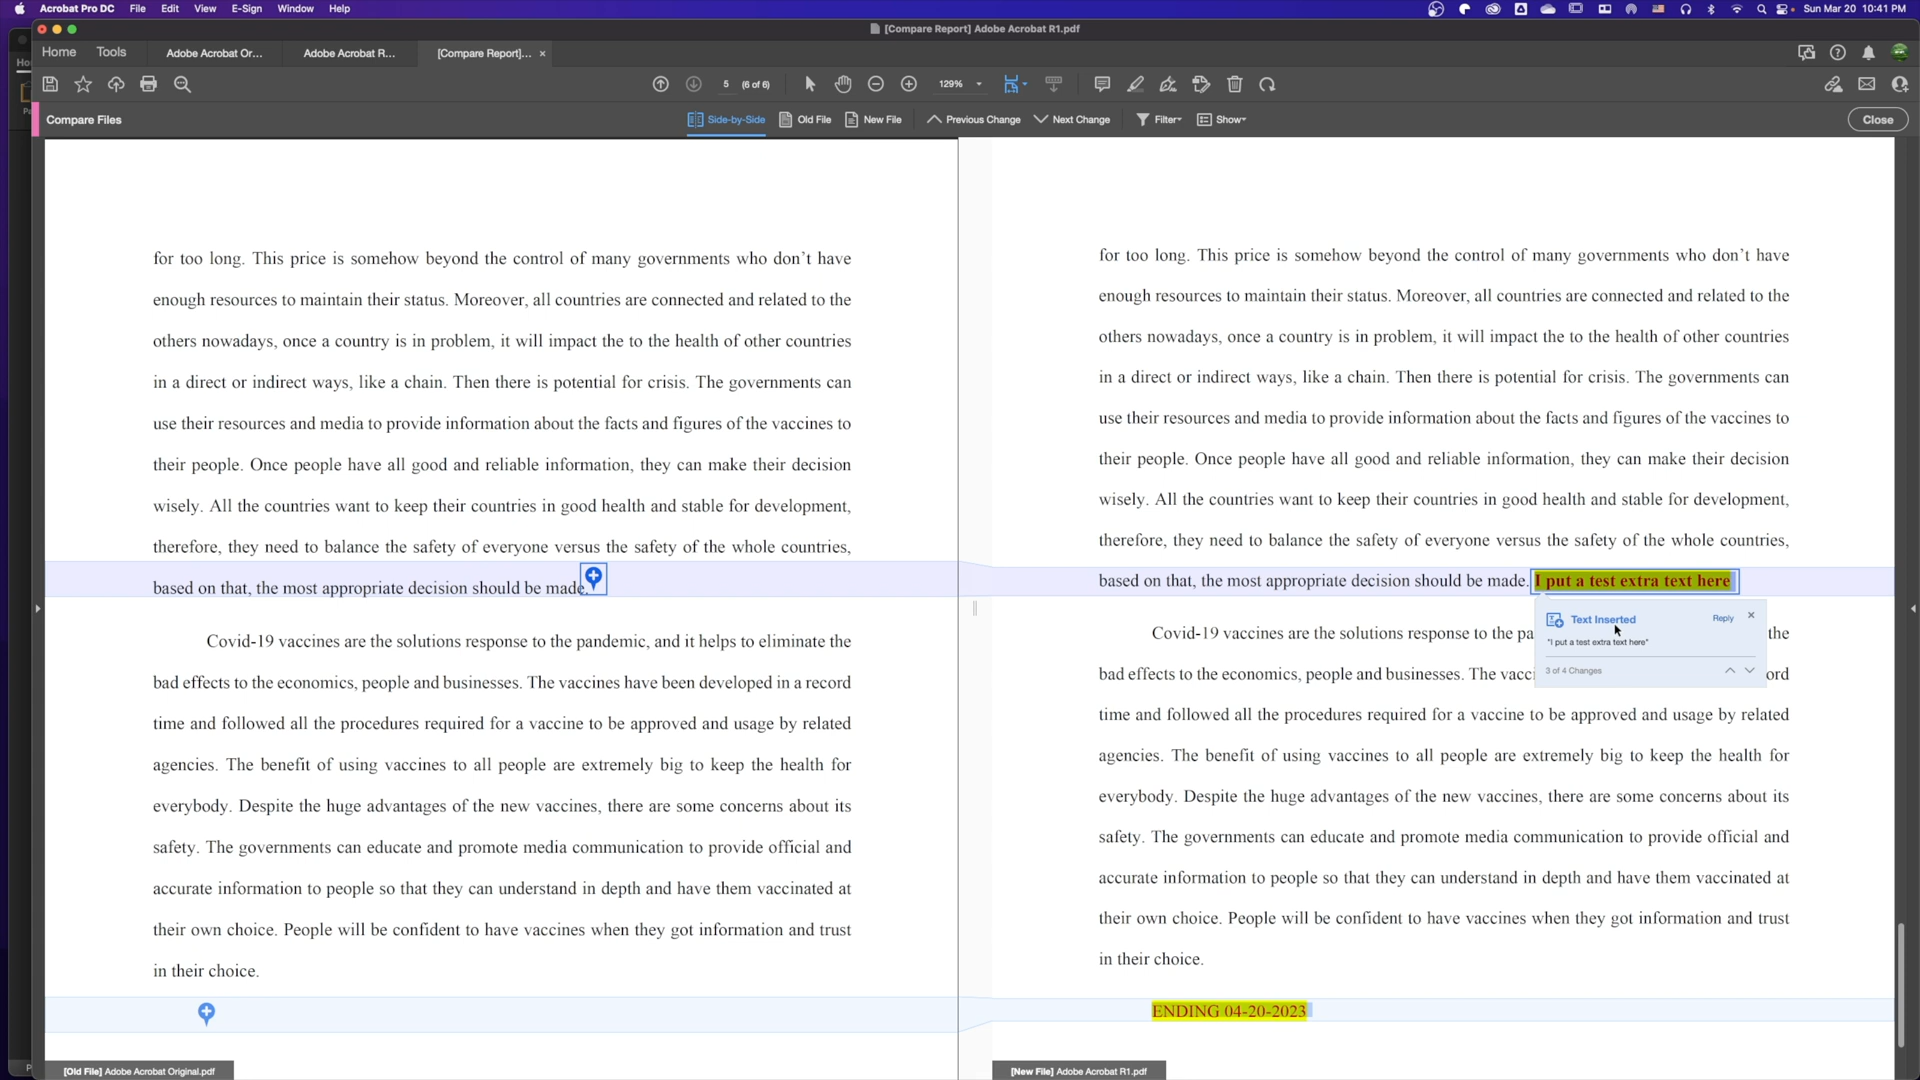 Acrobat Pro DC File Edit View E-Sign Window Help
Sun Mar 20 10:41 PM
[Compare Report] Adobe Acrobat R1.pdf
Home Tools Adobe Acrobat Or... Adobe Acrobat R... [Compare Report]... ×
5 (6 of 6) 129%
Compare Files Side-by-Side Old File New File Previous Change Next Change Filter Show Close
for too long. This price is somehow beyond the control of many governments who don’t have
enough resources to maintain their status. Moreover, all countries are connected and related to the
others nowadays, once a country is in problem, it will impact the to the health of other countries
in a direct or indirect ways, like a chain. Then there is potential for crisis. The governments can
use their resources and media to provide information about the facts and figures of the vaccines to
their people. Once people have all good and reliable information, they can make their decision
wisely. All the countries want to keep their countries in good health and stable for development,
therefore, they need to balance the safety of everyone versus the safety of the whole countries,
based on that, the most appropriate decision should be made.
Covid-19 vaccines are the solutions response to the pandemic, and it helps to eliminate the
bad effects to the economics, people and businesses. The vaccines have been developed in a record
time and followed all the procedures required for a vaccine to be approved and usage by related
agencies. The benefit of using vaccines to all people are extremely big to keep the health for
everybody. Despite the huge advantages of the new vaccines, there are some concerns about its
safety. The governments can educate and promote media communication to provide official and
accurate information to people so that they can understand in depth and have them vaccinated at
their own choice. People will be confident to have vaccines when they got information and trust
in their choice.
[Old File] Adobe Acrobat Original.pdf
for too long. This price is somehow beyond the control of many governments who don’t have
enough resources to maintain their status. Moreover, all countries are connected and related to the
others nowadays, once a country is in problem, it will impact the to the health of other countries
in a direct or indirect ways, like a chain. Then there is potential for crisis. The governments can
use their resources and media to provide information about the facts and figures of the vaccines to
their people. Once people have all good and reliable information, they can make their decision
wisely. All the countries want to keep their countries in good health and stable for development,
therefore, they need to balance the safety of everyone versus the safety of the whole countries,
based on that, the most appropriate decision should be made. I put a test extra text here
Text Inserted Reply ×
"I put a test extra text here"
3 of 4 Changes
Covid-19 vaccines are the solutions response to the pa the
bad effects to the economics, people and businesses. The vacci ord
time and followed all the procedures required for a vaccine to be approved and usage by related
agencies. The benefit of using vaccines to all people are extremely big to keep the health for
everybody. Despite the huge advantages of the new vaccines, there are some concerns about its
safety. The governments can educate and promote media communication to provide official and
accurate information to people so that they can understand in depth and have them vaccinated at
their own choice. People will be confident to have vaccines when they got information and trust
in their choice.
ENDING 04-20-2023
[New File] Adobe Acrobat R1.pdf